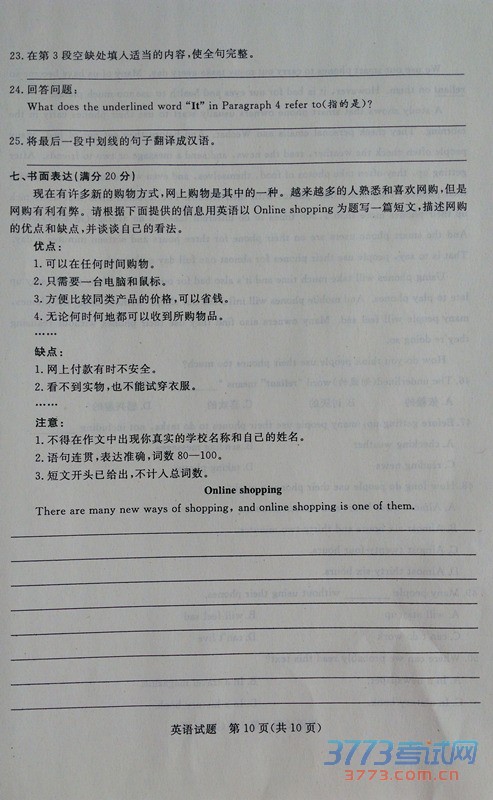 23.在第3段空缺处填入适当的内容,使全句完整。
24.回答问题:
What does the underlined word "It" in Paragraph 4 refer to(指的是)?
25.将最后一段中划线的句子翻译成汉语。
七、书面表达(满分20分)
现在有许多新的购物方式,网上购物是其中的一种。越来越多的人熟悉和喜欢网购,但是
网购有利有弊。请根据下面提供的信息用英语以 Online shopping 为题写一篇短文,描述网购
的优点和缺点,并谈谈自己的看法。
优点:
1.可以在任何时间购物。
2.只需要一台电脑和鼠标。
3.方便比较同类产品的价格,可以省钱。
4.无论何时何地都可以收到所购物品。
……
缺点:
1.网上付款有时不安全。
2.看不到实物,也不能试穿衣服。
……
注意:
1.不得在作文中出现你真实的学校名称和自己的姓名。
2.语句连贯,表达准确,词数80—100。
3.短文开头已给出,不计入总词数。
Online shopping
There are many new ways of shopping, and online shopping is one of them.
英语试题 第10页(共10页)
3773考试网
3773.com.cn